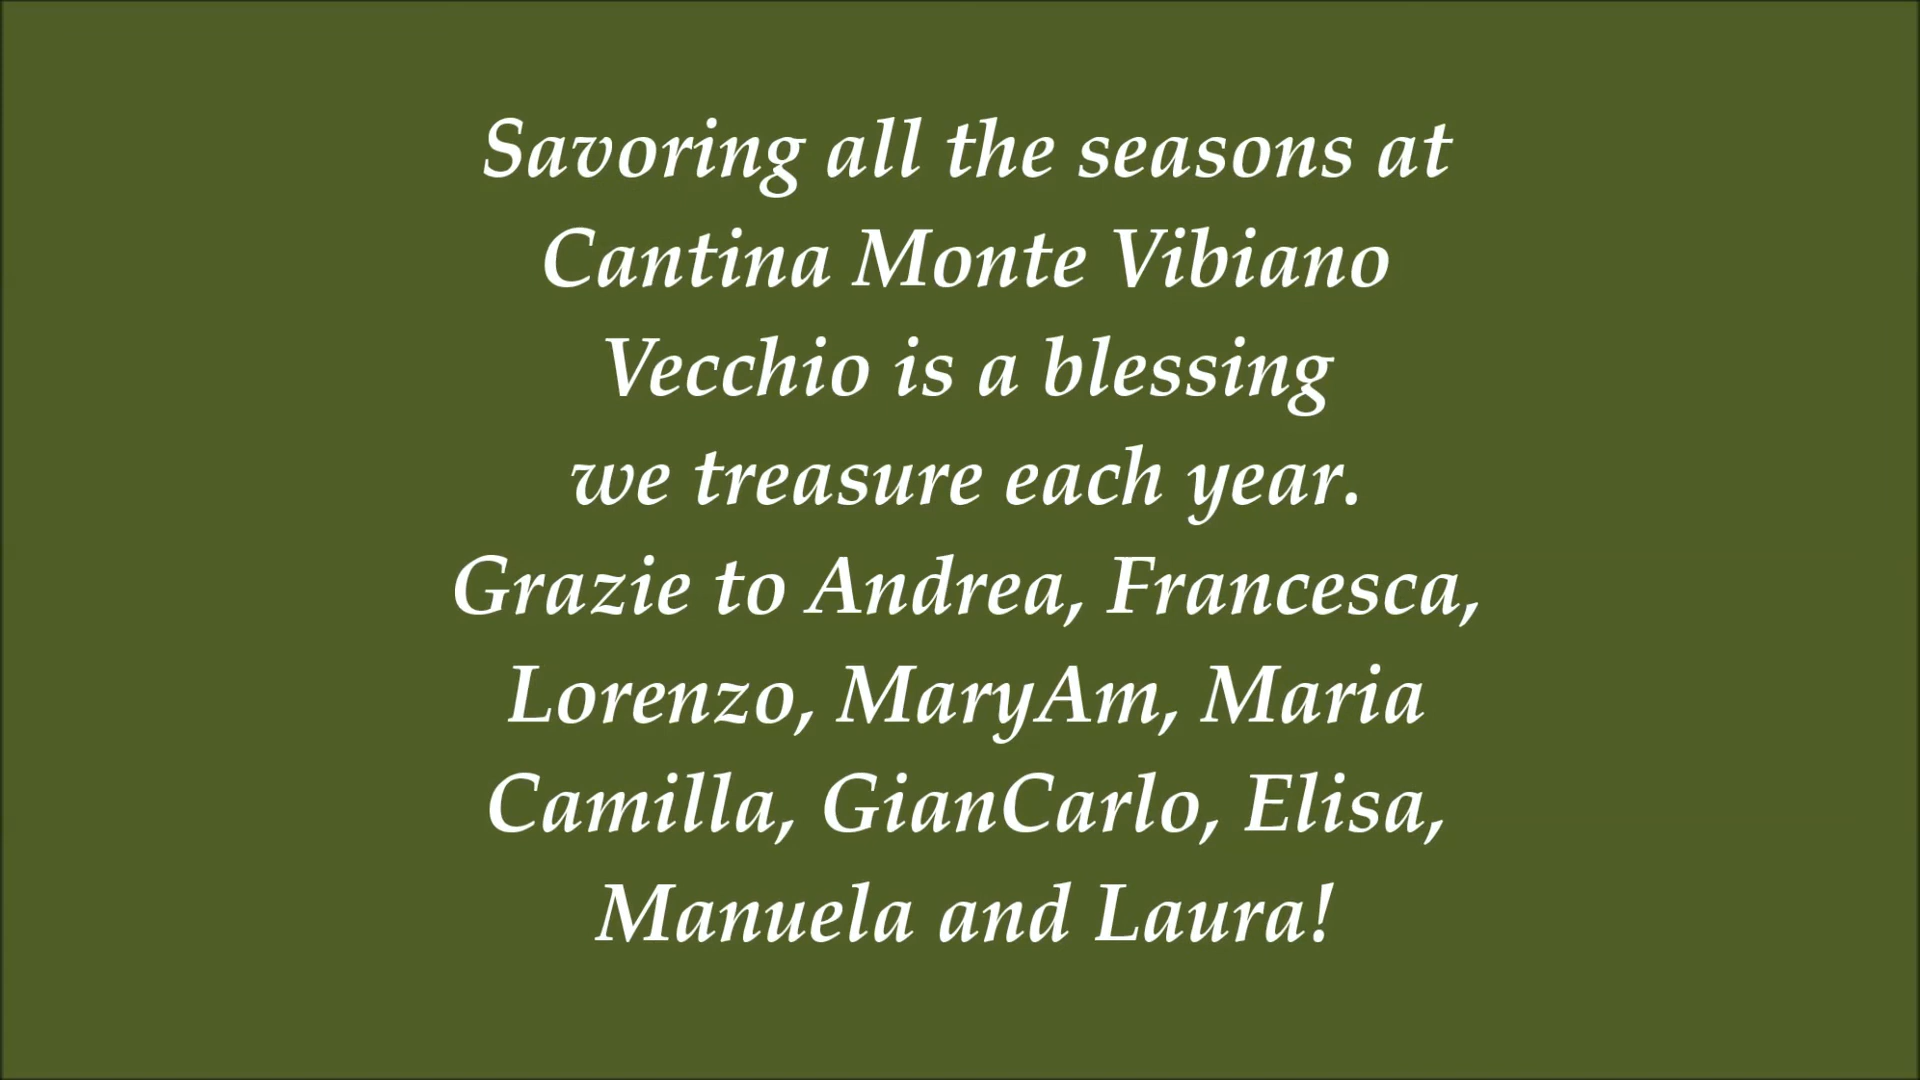 Savoring all the seasons at
Cantina Monte Vibiano
Vecchio is a blessing
we treasure each year.
Grazie to Andrea, Francesca,
Lorenzo, MaryAm, Maria
Camilla, GianCarlo, Elisa,
Manuela and Laura!